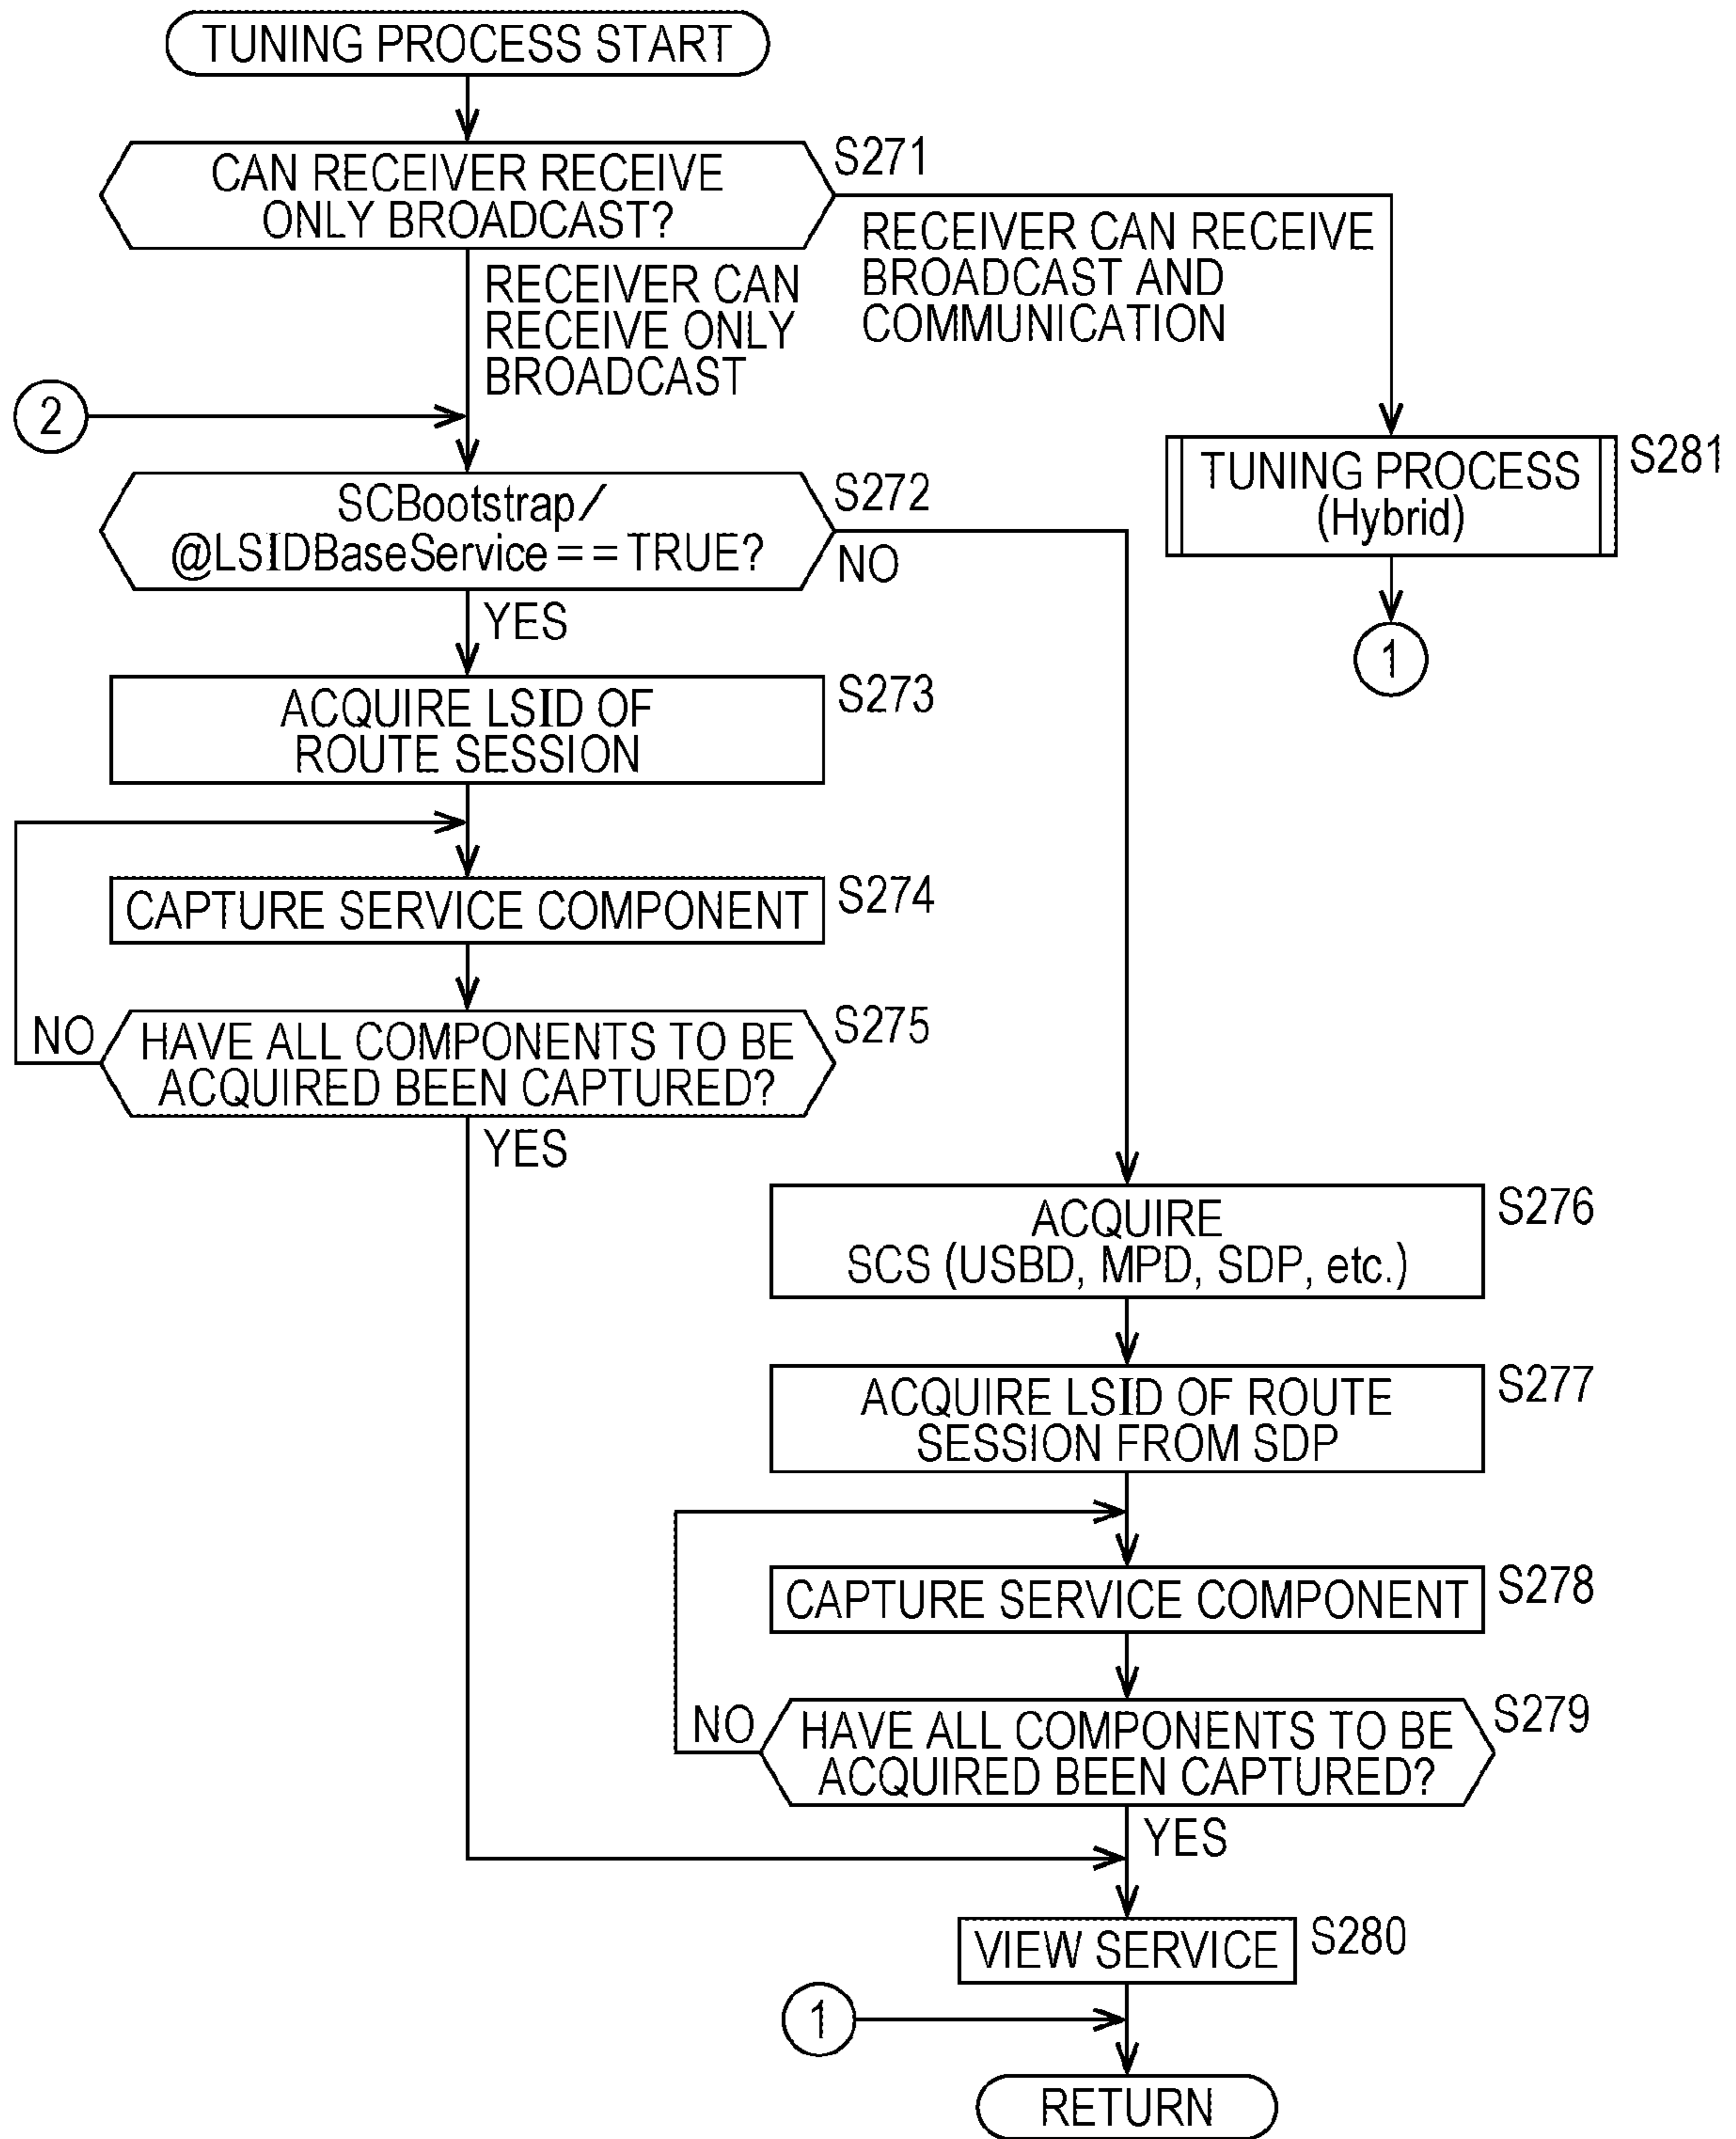 TUNING PROCESS START
CAN RECEIVER RECEIVE
ONLY BROADCAST?
S271
RECEIVER CAN RECEIVE
BROADCAST AND
COMMUNICATION
RECEIVER CAN
RECEIVE ONLY
BROADCAST
2
SCBootstrap/
@LSIDBaseService==TRUE?
S272
NO
YES
TUNING PROCESS
(Hybrid)
S281
1
ACQUIRE LSID OF
ROUTE SESSION
S273
CAPTURE SERVICE COMPONENT
S274
NO
HAVE ALL COMPONENTS TO BE
ACQUIRED BEEN CAPTURED?
S275
YES
ACQUIRE
SCS (USBD, MPD, SDP, etc.)
S276
ACQUIRE LSID OF ROUTE
SESSION FROM SDP
S277
CAPTURE SERVICE COMPONENT
S278
NO
HAVE ALL COMPONENTS TO BE
ACQUIRED BEEN CAPTURED?
S279
YES
VIEW SERVICE
S280
1
RETURN